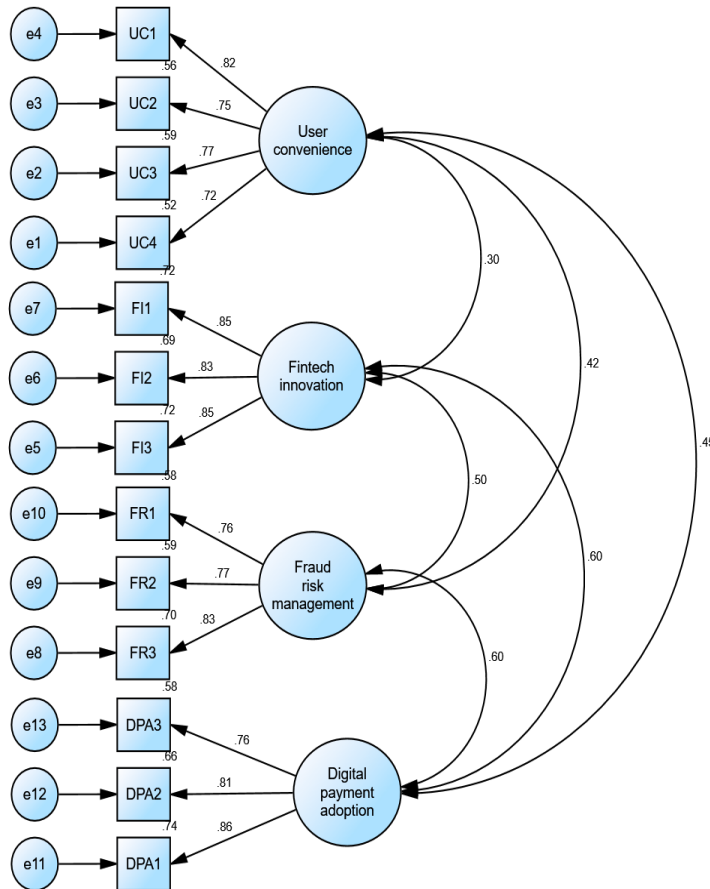 e4
UC1
.82
.56
e3
UC2
.75
User
convenience
.59
.77
e2
UC3
.52
.72
e1
UC4
.72
.30
e7
FI1
.85
.69
Fintech
innovation
e6
FI2
.83
.42
.72
.85
e5
FI3
.45
.58
.50
e10
FR1
.76
.59
Fraud
risk
management
e9
FR2
.77
.60
.70
.83
e8
FR3
.60
.58
e13
DPA3
.76
.66
Digital
payment
adoption
e12
DPA2
.81
.74
.86
e11
DPA1